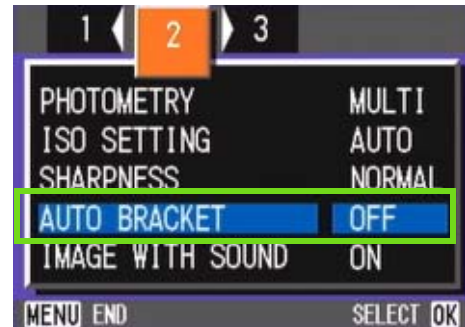 1 2 3
PHOTOMETRY MULTI
ISO SETTING AUTO
SHARPNESS NORMAL
AUTO BRACKET OFF
IMAGE WITH SOUND ON
MENU END SELECT OK